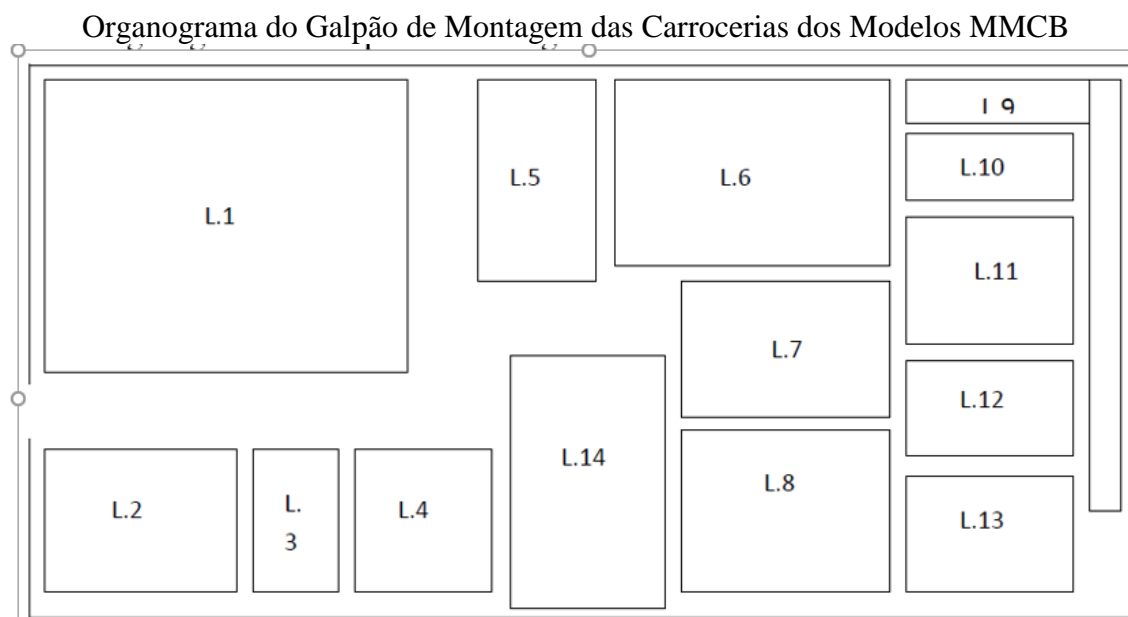 Organograma do Galpão de Montagem das Carrocerias dos Modelos MMCB
L.1
L.5
L.6
L.9
L.10
L.11
L.7
L.12
L.14
L.8
L.13
L.2
L.
3
L.4